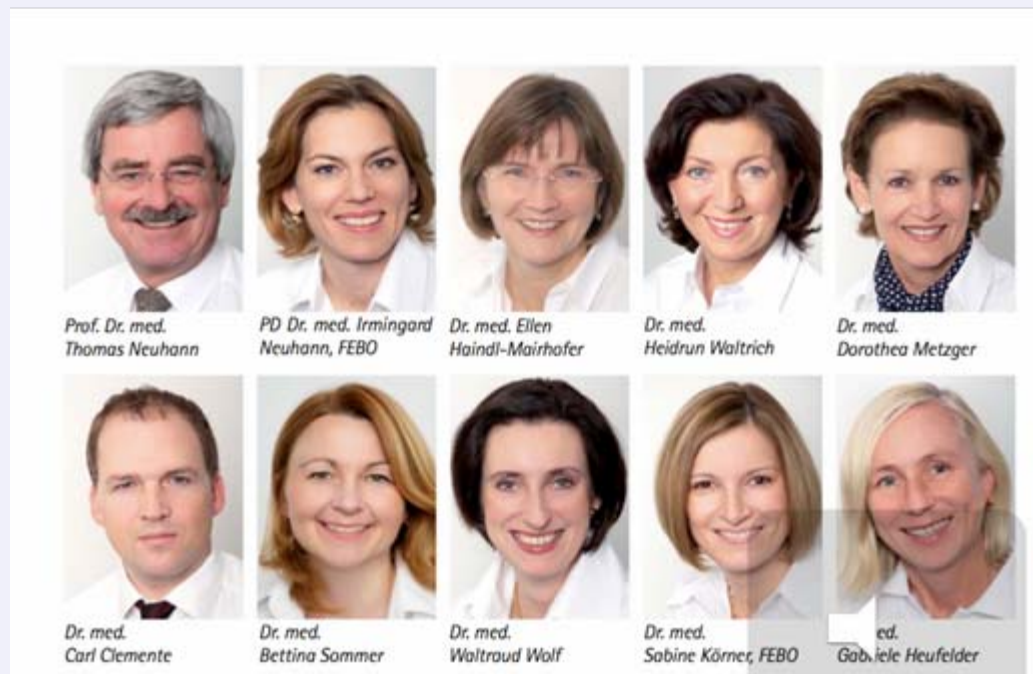 Prof. Dr. med.
Thomas Neuhann
PD Dr. med. Irmingard
Neuhann, FEBO
Dr. med. Ellen
Haindl-Mairhofer
Dr. med.
Heidrun Waltrich
Dr. med.
Dorothea Metzger
Dr. med.
Carl Clemente
Dr. med.
Bettina Sommer
Dr. med.
Waltraud Wolf
Dr. med.
Sabine Körner, FEBO
med.
Gabriele Heufelder